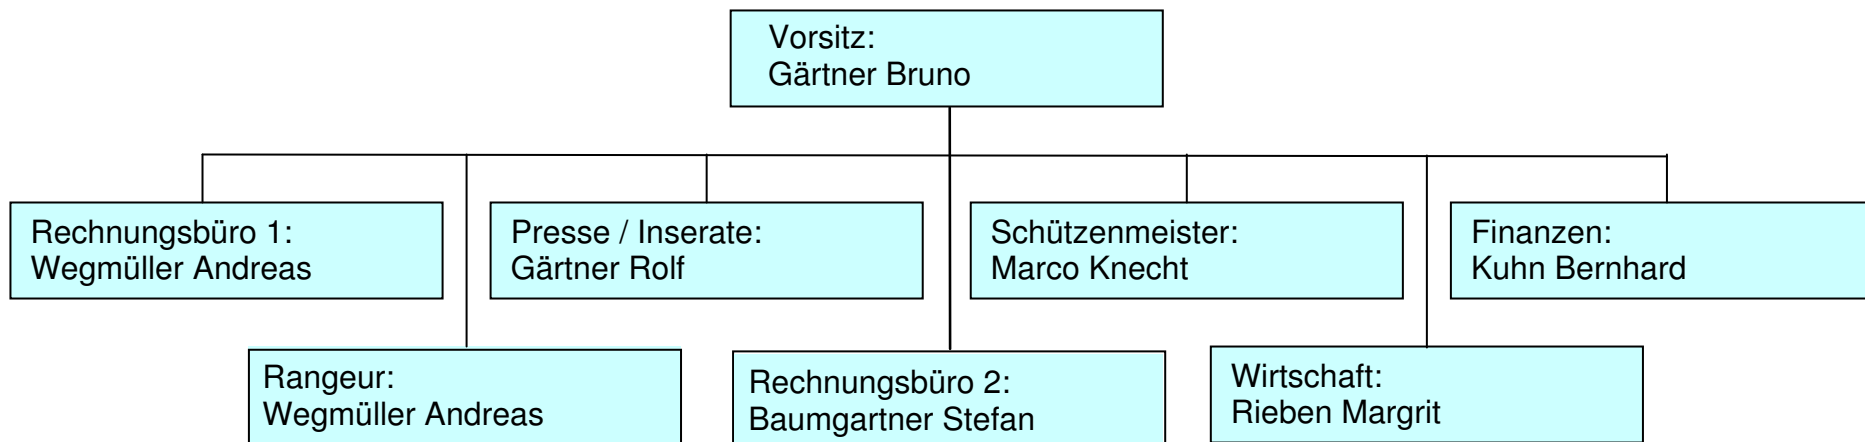 Vorsitz:
Gärtner Bruno
Rechnungsbüro 1:
Wegmüller Andreas
Presse / Inserate:
Gärtner Rolf
Schützenmeister:
Marco Knecht
Finanzen:
Kuhn Bernhard
Rangeur:
Wegmüller Andreas
Rechnungsbüro 2:
Baumgartner Stefan
Wirtschaft:
Rieben Margrit